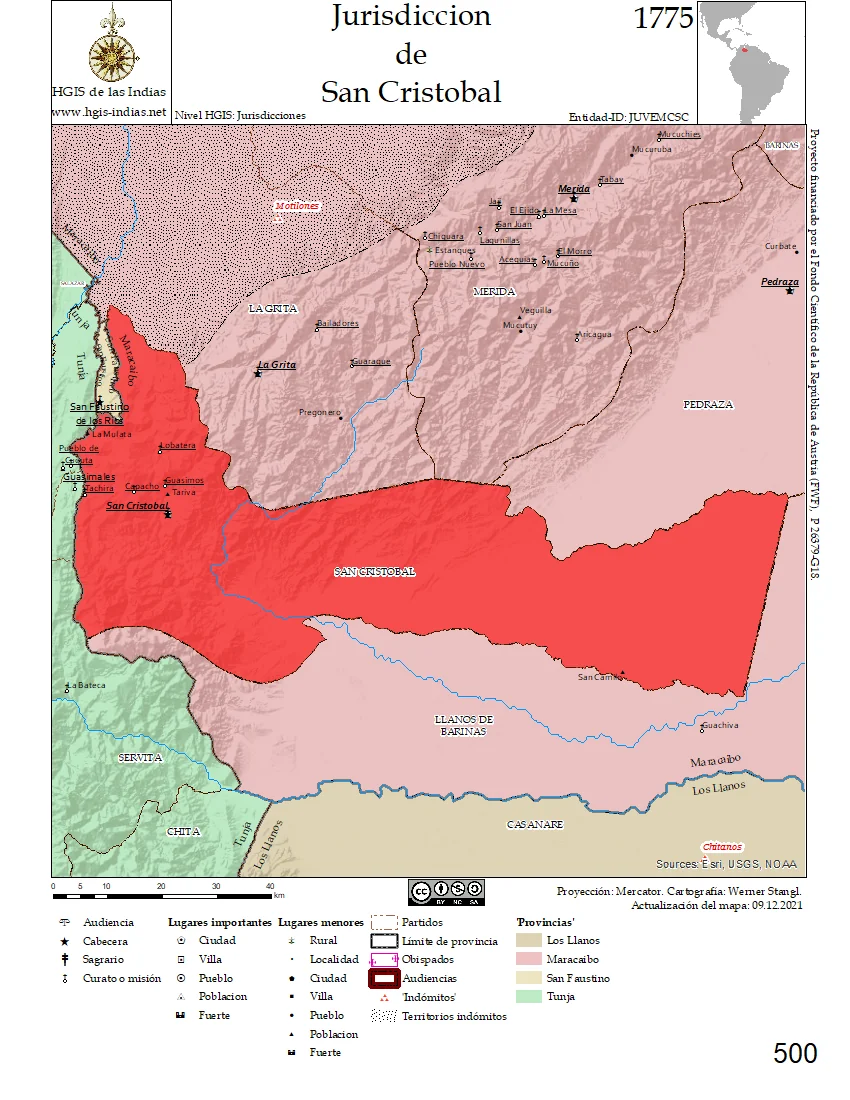 HGIS de las Indias
www.hgis-indias.net
Jurisdiccion
de
San Cristobal
1775
Nivel HGIS: Jurisdicciones
Entidad-ID: JUVEMCSC
Proyecto financiado por el Fondo Científico de la República de Austria (FWF), P 26379-G18.
Mucuchies
Mucuruba
BARINAS
Tabay
Merida
Motilones
Jaji
El Ejido
La Mesa
San Juan
Chiguara
Lagunillas
Maracaibo
Estanques
El Morro
Curbate
Pueblo Nuevo
Acequias
Mucuño
Pedraza
SALAZAR
MERIDA
LA GRITA
Veguilla
Tunja
Bailadores
Mucutuy
Aricagua
Maracaibo
Tunja
La Grita
Guaraque
PEDRAZA
San Faustino
de los Rios
Pregonero
La Mulata
Pueblo de
Cucuta
Lobatera
Guasimales
Guasimos
Tachira
Capacho
Tariva
San Cristobal
SAN CRISTOBAL
San Camilo
La Bateca
LLANOS DE
BARINAS
Guachiva
SERVITA
Maracaibo
Los Llanos
CHITA
Tunja
Los Llanos
CASANARE
Chitanos
Sources: Esri, USGS, NOAA
0 5 10 20 30 40
km
CC BY NC SA
Proyección: Mercator. Cartografía: Werner Stangl.
Actualización del mapa: 09.12.2021
Audiencia
Cabecera
Sagrario
Curato o misión
Lugares importantes
Ciudad
Villa
Pueblo
Poblacion
Fuerte
Lugares menores
Rural
Localidad
Ciudad
Villa
Pueblo
Poblacion
Fuerte
Partidos
Límite de provincia
Obispados
Audiencias
'Indómitos'
Territorios indómitos
'Provincias'
Los Llanos
Maracaibo
San Faustino
Tunja
500